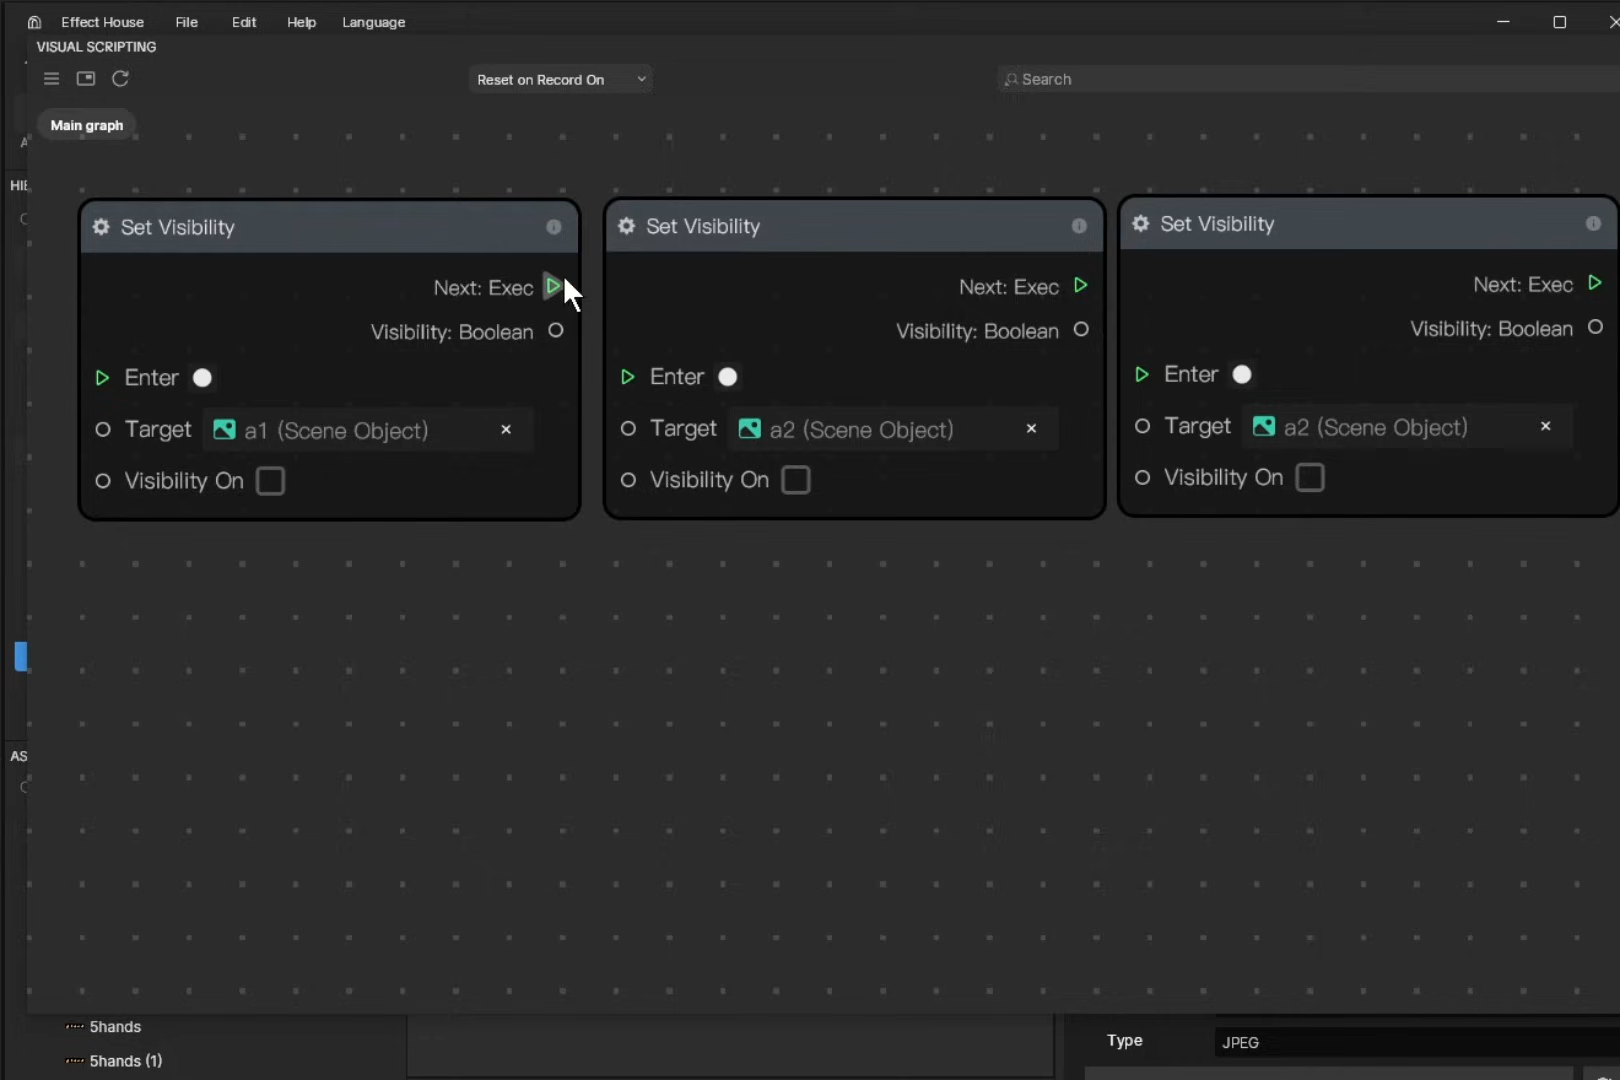 Effect House File Edit Help Language
VISUAL SCRIPTING
Reset on Record On
Search
Main graph
HIE
Set Visibility
Next: Exec
Visibility: Boolean
Enter
Target a1 (Scene Object) ×
Visibility On
Set Visibility
Next: Exec
Visibility: Boolean
Enter
Target a2 (Scene Object) ×
Visibility On
Set Visibility
Next: Exec
Visibility: Boolean
Enter
Target a2 (Scene Object) ×
Visibility On
AS
5hands
5hands (1)
Type JPEG